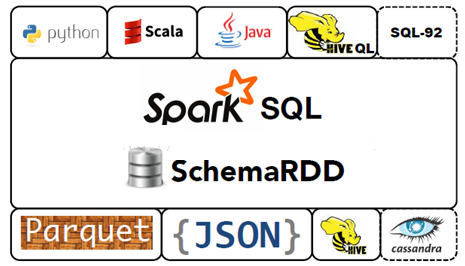 python
Scala
Java
HIVE QL
SQL-92
Spark SQL
SchemaRDD
Parquet
{JSON}
HIVE
cassandra